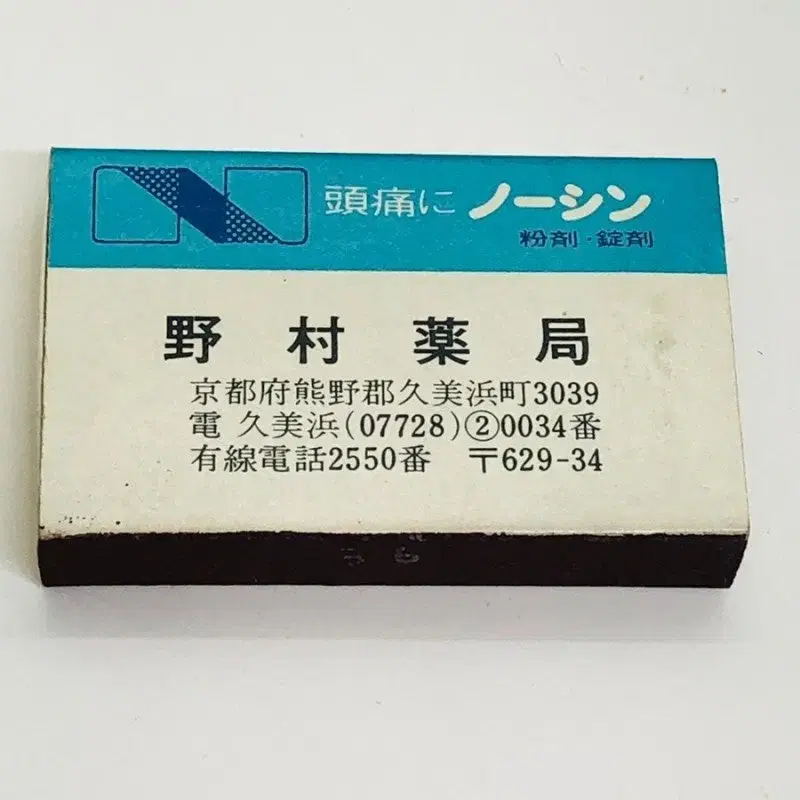 頭痛に ノーシン
粉剤・錠剤
野村薬局
京都府熊野郡久美浜町3039
電 久美浜(07728)②0034番
有線電話2550番 〒629-34